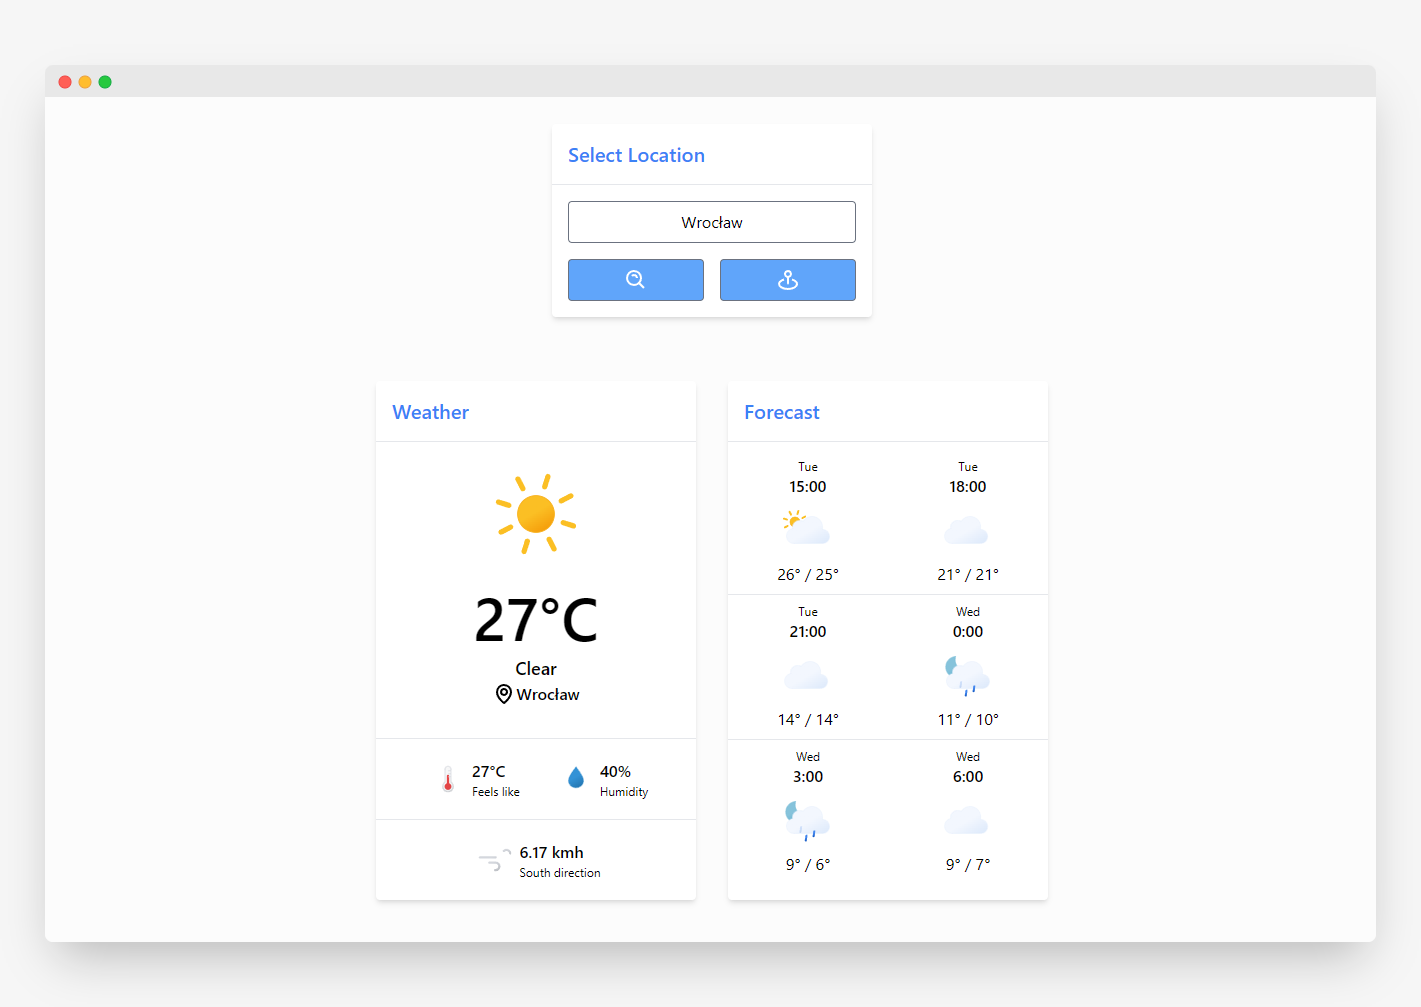 Select Location
Wrocław
Weather
27°C
Clear
Wrocław
27°C
Feels like
40%
Humidity
6.17 kmh
South direction
Forecast
Tue
15:00
26° / 25°
Tue
18:00
21° / 21°
Tue
21:00
14° / 14°
Wed
0:00
11° / 10°
Wed
3:00
9° / 6°
Wed
6:00
9° / 7°